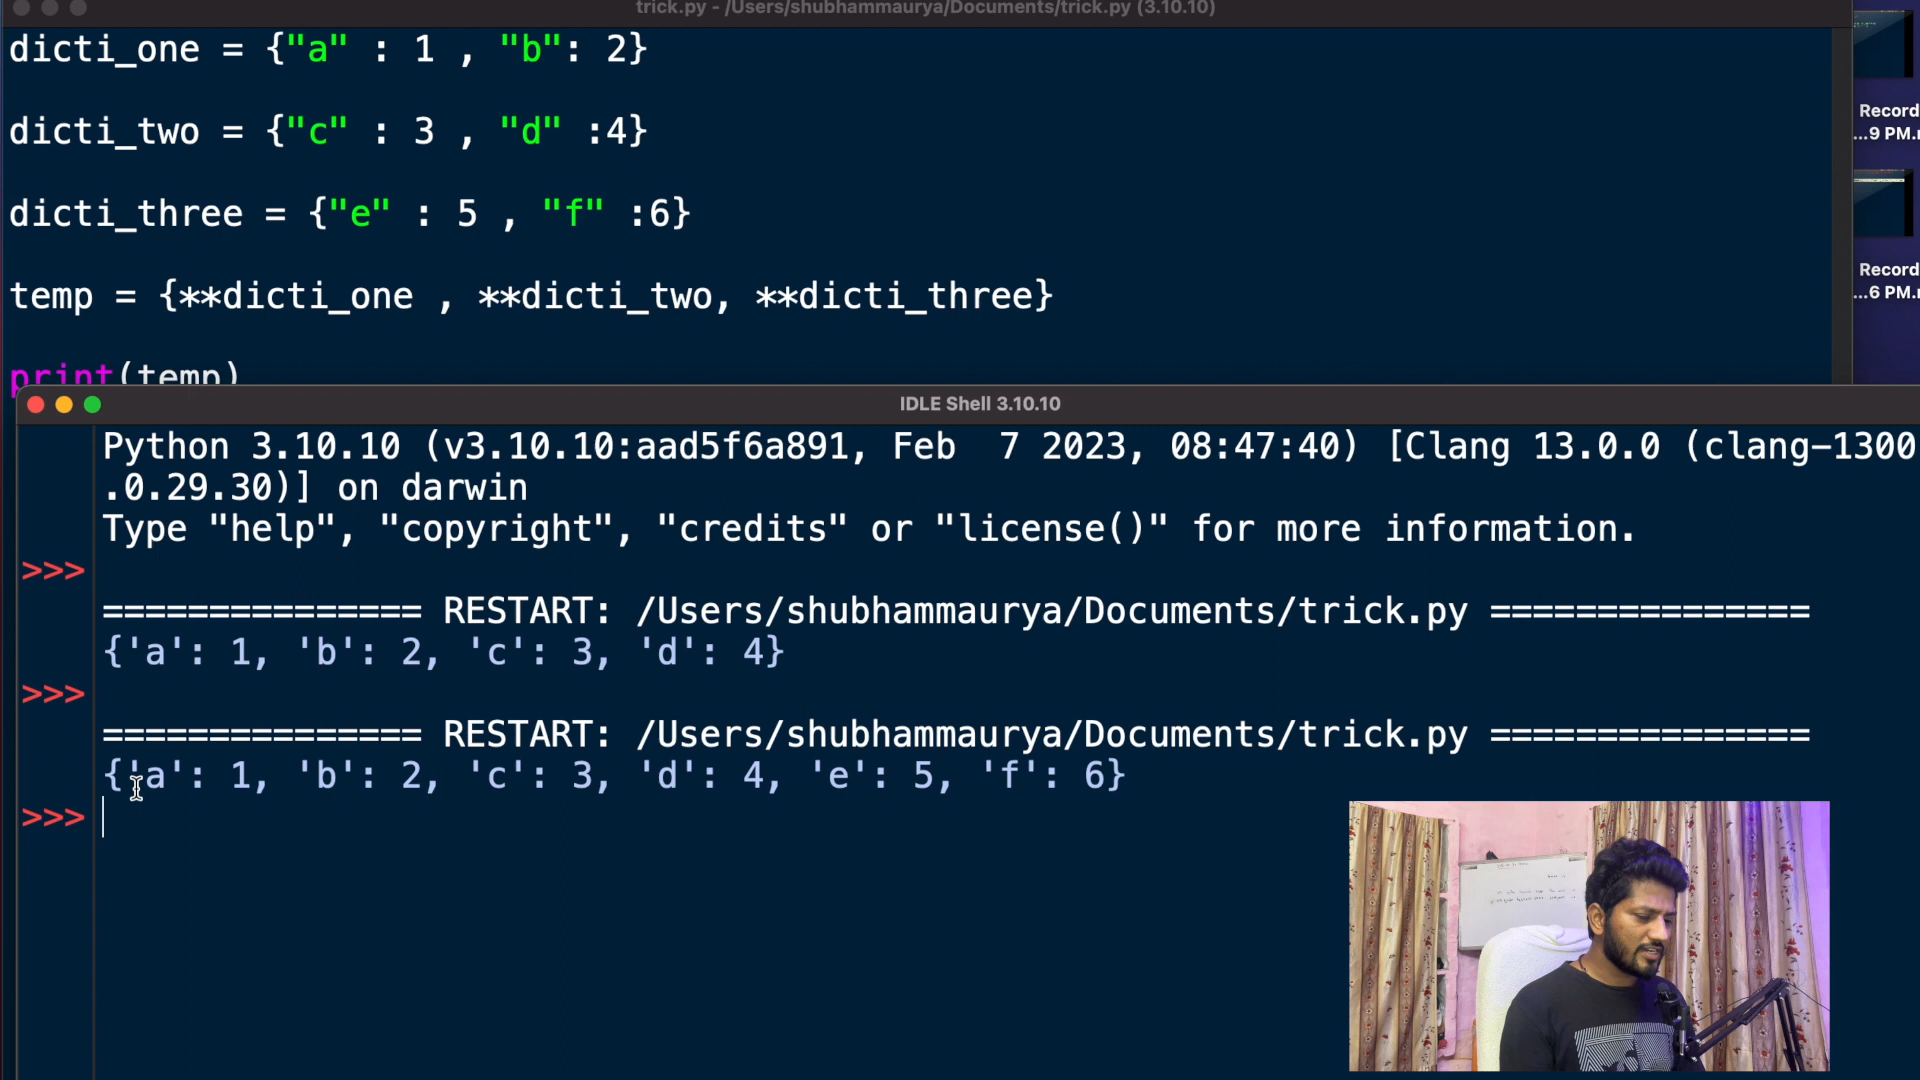 trick.py - /Users/shubhammaurya/Documents/trick.py (3.10.10)
dicti_one = {"a" : 1 , "b": 2}
dicti_two = {"c" : 3 , "d" :4}
dicti_three = {"e" : 5 , "f" :6}
temp = {**dicti_one , **dicti_two, **dicti_three}
print(temp)
Record
...9 PM.
Record
...6 PM.
IDLE Shell 3.10.10
Python 3.10.10 (v3.10.10:aad5f6a891, Feb  7 2023, 08:47:40) [Clang 13.0.0 (clang-1300
.0.29.30)] on darwin
Type "help", "copyright", "credits" or "license()" for more information.
>>>
=============== RESTART: /Users/shubhammaurya/Documents/trick.py ===============
{'a': 1, 'b': 2, 'c': 3, 'd': 4}
>>>
=============== RESTART: /Users/shubhammaurya/Documents/trick.py ===============
{'a': 1, 'b': 2, 'c': 3, 'd': 4, 'e': 5, 'f': 6}
>>>